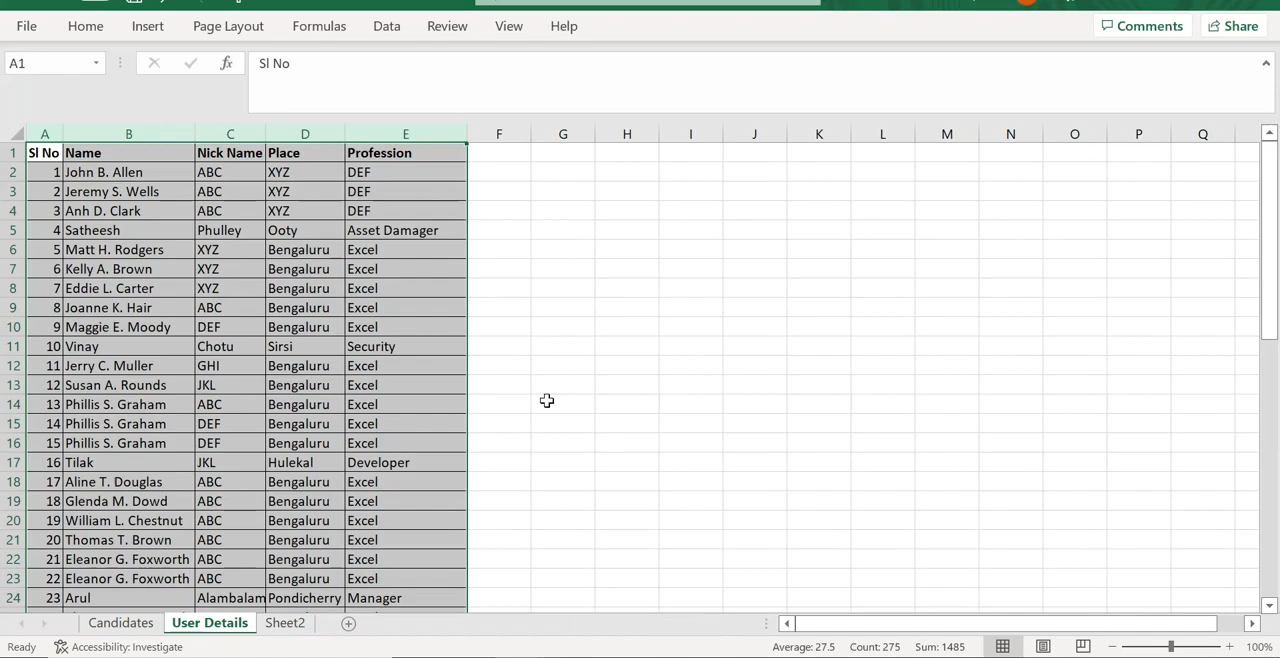 File Home Insert Page Layout Formulas Data Review View Help Comments Share
A1 fx Sl No
A B C D E F G H I J K L M N O P Q
1 Sl No Name Nick Name Place Profession
2 1 John B. Allen ABC XYZ DEF
3 2 Jeremy S. Wells ABC XYZ DEF
4 3 Anh D. Clark ABC XYZ DEF
5 4 Satheesh Phulley Ooty Asset Damager
6 5 Matt H. Rodgers XYZ Bengaluru Excel
7 6 Kelly A. Brown XYZ Bengaluru Excel
8 7 Eddie L. Carter XYZ Bengaluru Excel
9 8 Joanne K. Hair ABC Bengaluru Excel
10 9 Maggie E. Moody DEF Bengaluru Excel
11 10 Vinay Chotu Sirsi Security
12 11 Jerry C. Muller GHI Bengaluru Excel
13 12 Susan A. Rounds JKL Bengaluru Excel
14 13 Phillis S. Graham ABC Bengaluru Excel
15 14 Phillis S. Graham DEF Bengaluru Excel
16 15 Phillis S. Graham DEF Bengaluru Excel
17 16 Tilak JKL Hulekal Developer
18 17 Aline T. Douglas ABC Bengaluru Excel
19 18 Glenda M. Dowd ABC Bengaluru Excel
20 19 William L. Chestnut ABC Bengaluru Excel
21 20 Thomas T. Brown ABC Bengaluru Excel
22 21 Eleanor G. Foxworth ABC Bengaluru Excel
23 22 Eleanor G. Foxworth ABC Bengaluru Excel
24 23 Arul Alambalam Pondicherry Manager
Candidates User Details Sheet2
Ready Accessibility: Investigate Average: 27.5 Count: 275 Sum: 1485 100%